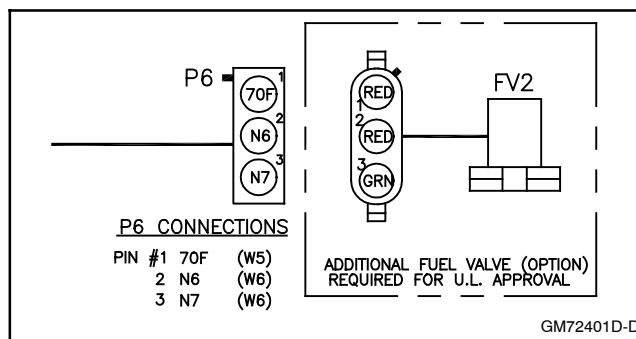 P6
1
70F
2
N6
3
N7
P6 CONNECTIONS
PIN #1 70F (W5)
2 N6 (W6)
3 N7 (W6)
1
RED
2
RED
3
GRN
FV2
ADDITIONAL FUEL VALVE (OPTION)
REQUIRED FOR U.L. APPROVAL
GM72401D-D